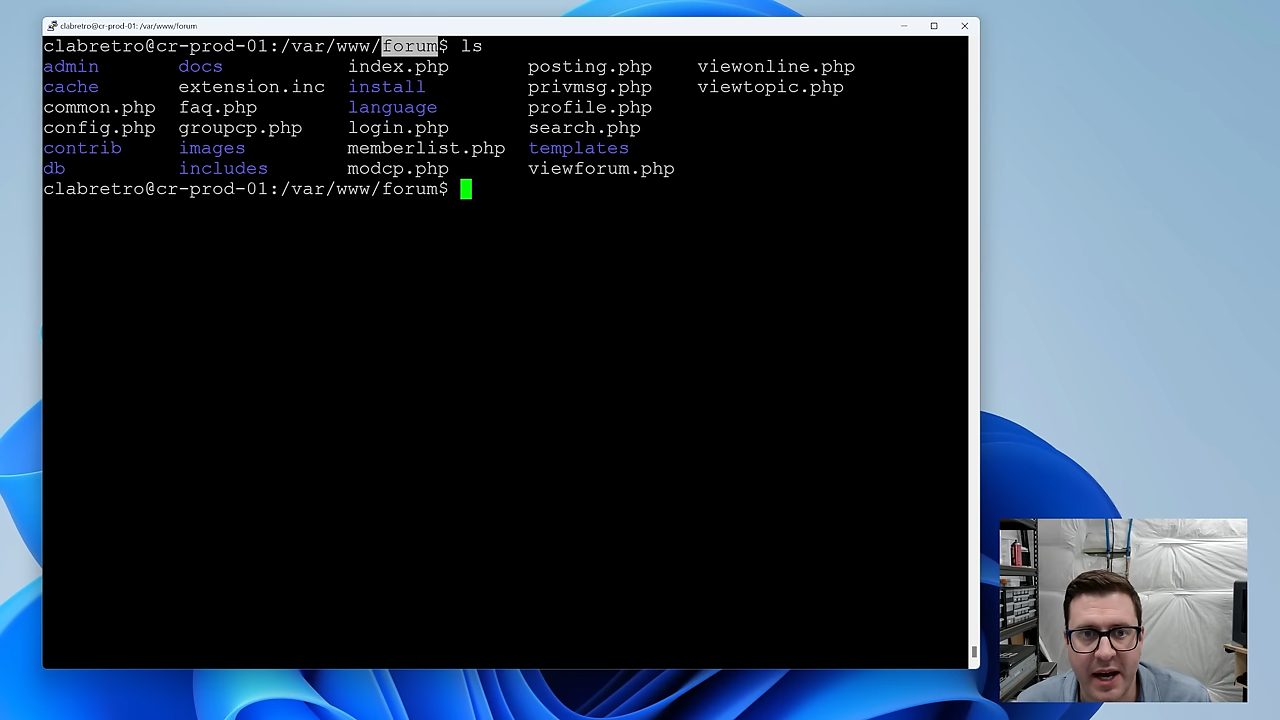 clabretro@cr-prod-01: /var/www/forum
clabretro@cr-prod-01:/var/www/forum$ ls
admin docs index.php posting.php viewonline.php
cache extension.inc install privmsg.php viewtopic.php
common.php faq.php language profile.php
config.php groupcp.php login.php search.php
contrib images memberlist.php templates
db includes modcp.php viewforum.php
clabretro@cr-prod-01:/var/www/forum$